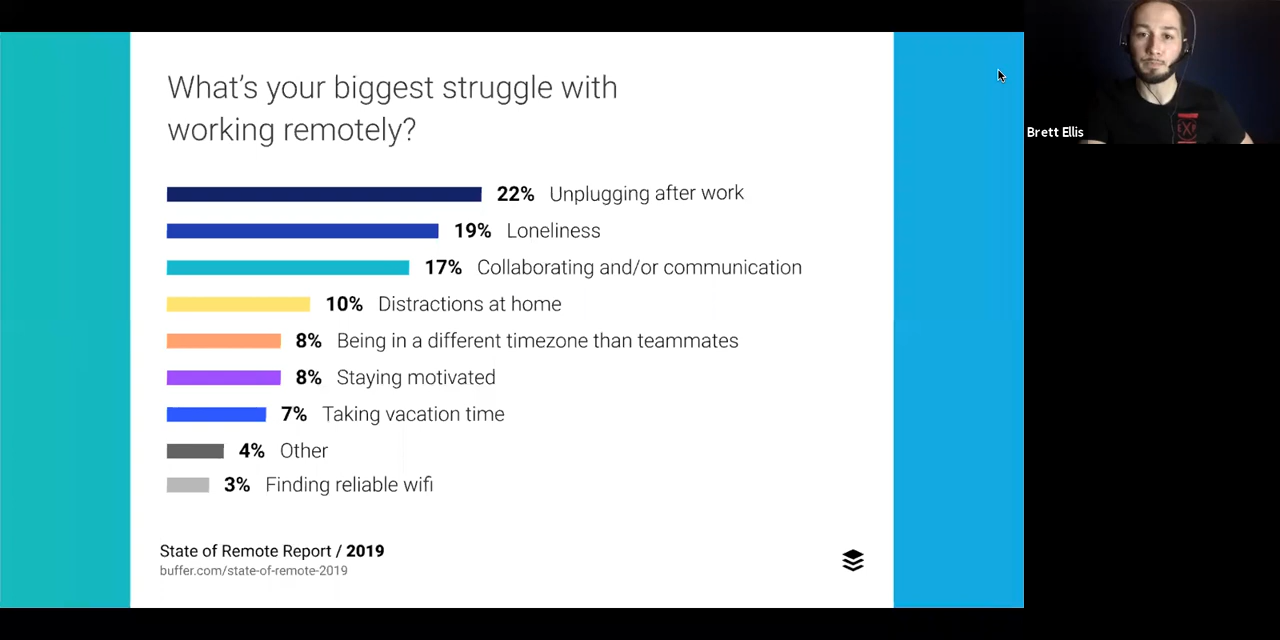 What's your biggest struggle with
working remotely?
22% Unplugging after work
19% Loneliness
17% Collaborating and/or communication
10% Distractions at home
8% Being in a different timezone than teammates
8% Staying motivated
7% Taking vacation time
4% Other
3% Finding reliable wifi
State of Remote Report / 2019
buffer.com/state-of-remote-2019
Brett Ellis